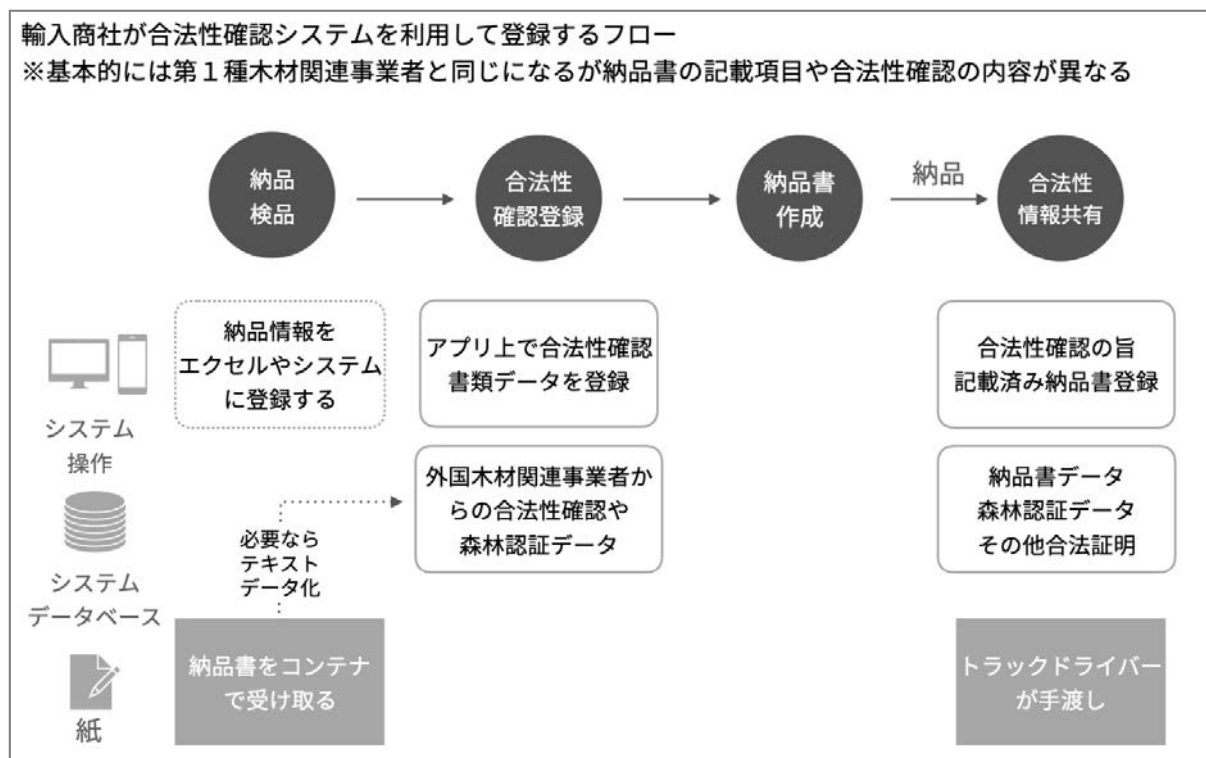 輸入商社が合法性確認システムを利用して登録するフロー
※基本的には第１種木材関連事業者と同じになるが納品書の記載項目や合法性確認の内容が異なる
納品
検品
合法性
確認登録
納品書
作成
納品
合法性
情報共有
システム
操作
納品情報を
エクセルやシステム
に登録する
アプリ上で合法性確認
書類データを登録
合法性確認の旨
記載済み納品書登録
システム
データベース
必要なら
テキスト
データ化
外国木材関連事業者か
らの合法性確認や
森林認証データ
納品書データ
森林認証データ
その他合法証明
紙
納品書をコンテナ
で受け取る
トラックドライバー
が手渡し